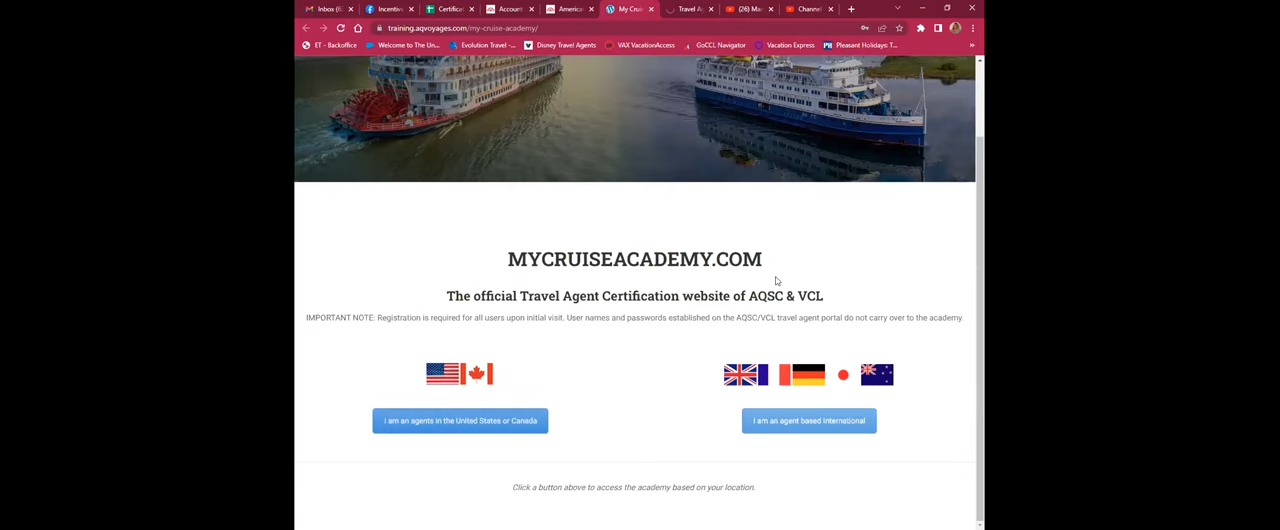 Inbox (6
Incentive
Certificat
Account
America
My Cruis
Travel Ag
(26) Mar
Channel
training.aqvoyages.com/my-cruise-academy/
ET - Backoffice
Welcome to The Un...
Evolution Travel -...
Disney Travel Agents
VAX VacationAccess
GoCCL Navigator
Vacation Express
Pleasant Holidays: T...
MYCRUISEACADEMY.COM
The official Travel Agent Certification website of AQSC & VCL
IMPORTANT NOTE: Registration is required for all users upon initial visit. User names and passwords established on the AQSC/VCL travel agent portal do not carry over to the academy.
I am an agents in the United States or Canada
I am an agent based International
Click a button above to access the academy based on your location.